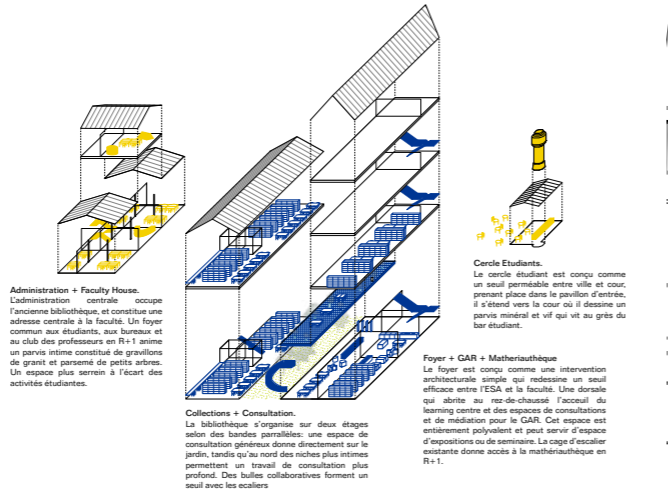 Administration + Faculty House.
L'administration centrale occupe
l'ancienne bibliothèque, et constitue une
adresse centrale à la faculté. Un foyer
commun aux étudiants, aux bureaux et
au club des professeurs en R+1 anime
un parvis intime constitué de gravillons
de granit et parsemé de petits arbres.
Un espace plus serrein à l'écart des
activités étudiantes.
Collections + Consultation.
La bibliothèque s'organise sur deux étages
selon des bandes parrallèles: une espace de
consultation généreux donne directement sur le
jardin, tandis qu'au nord des niches plus intimes
permettent un travail de consultation plus
profond. Des bulles collaboratives forment un
seuil avec les ecaliers
Foyer + GAR + Matheriauthèque
Le foyer est conçu comme une intervention
architecturale simple qui redessine un seuil
efficace entre l'ESA et la faculté. Une dorsale
qui abrite au rez-de-chaussé l'acceuil du
learning centre et des espaces de consultations
et de médiation pour le GAR. Cet espace est
entièrement polyvalent et peut servir d'espace
d'expositions ou de seminaire. La cage d'escalier
existante donne accès à la mathériauthèque en
R+1.
Cercle Etudiants.
Le cercle étudiant est conçu comme
un seuil perméable entre ville et cour,
prenant place dans le pavillon d'entrée,
il s'étend vers la cour où il dessine un
parvis minéral et vif qui vit au grès du
bar étudiant.